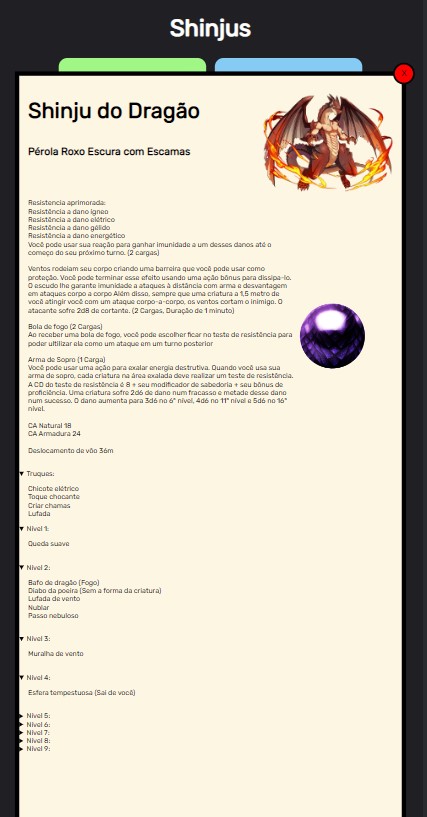 Shinjus
x
Shinju do Dragão
Pérola Roxo Escura com Escamas
Resistencia aprimorada:
Resistência a dano ígneo
Resistência a dano elétrico
Resistência a dano gélido
Resistência a dano energético
Você pode usar sua reação para ganhar imunidade a um desses danos até o
começo do seu próximo turno. (2 cargas)
Ventos rodeiam seu corpo criando uma barreira que você pode usar como
proteção. Você pode terminar esse efeito usando uma ação bônus para dissipa-lo.
O escudo lhe garante imunidade a ataques à distância com arma e desvantagem
em ataques corpo a corpo Além disso, sempre que uma criatura a 1,5 metro de
você atingir você com um ataque corpo-a-corpo, os ventos cortam o inimigo. O
atacante sofre 2d8 de cortante. (2 Cargas, Duração de 1 minuto)
Bola de fogo (2 Cargas)
Ao receber uma bola de fogo, você pode escolher ficar no teste de resistência para
poder ultilizar ela como um ataque em um turno posterior
Arma de Sopro (1 Carga)
Você pode usar uma ação para exalar energia destrutiva. Quando você usa sua
arma de sopro, cada criatura na área exalada deve realizar um teste de resistência.
A CD do teste de resistência é 8 + seu modificador de sabedoria + seu bônus de
proficiência. Uma criatura sofre 2d6 de dano num fracasso e metade desse dano
num sucesso. O dano aumenta para 3d6 no 6° nível, 4d6 no 11° nível e 5d6 no 16°
nível.
CA Natural 18
CA Armadura 24
Deslocamento de vôo 36m
▼ Truques:
Chicote elétrico
Toque chocante
Criar chamas
Lufada
▼ Nível 1:
Queda suave
▼ Nível 2:
Bafo de dragão (Fogo)
Diabo da poeira (Sem a forma da criatura)
Lufada de vento
Nublar
Passo nebuloso
▼ Nível 3:
Muralha de vento
▼ Nível 4:
Esfera tempestuosa (Sai de você)
▶ Nível 5:
▶ Nível 6:
▶ Nível 7:
▶ Nível 8:
▶ Nível 9: